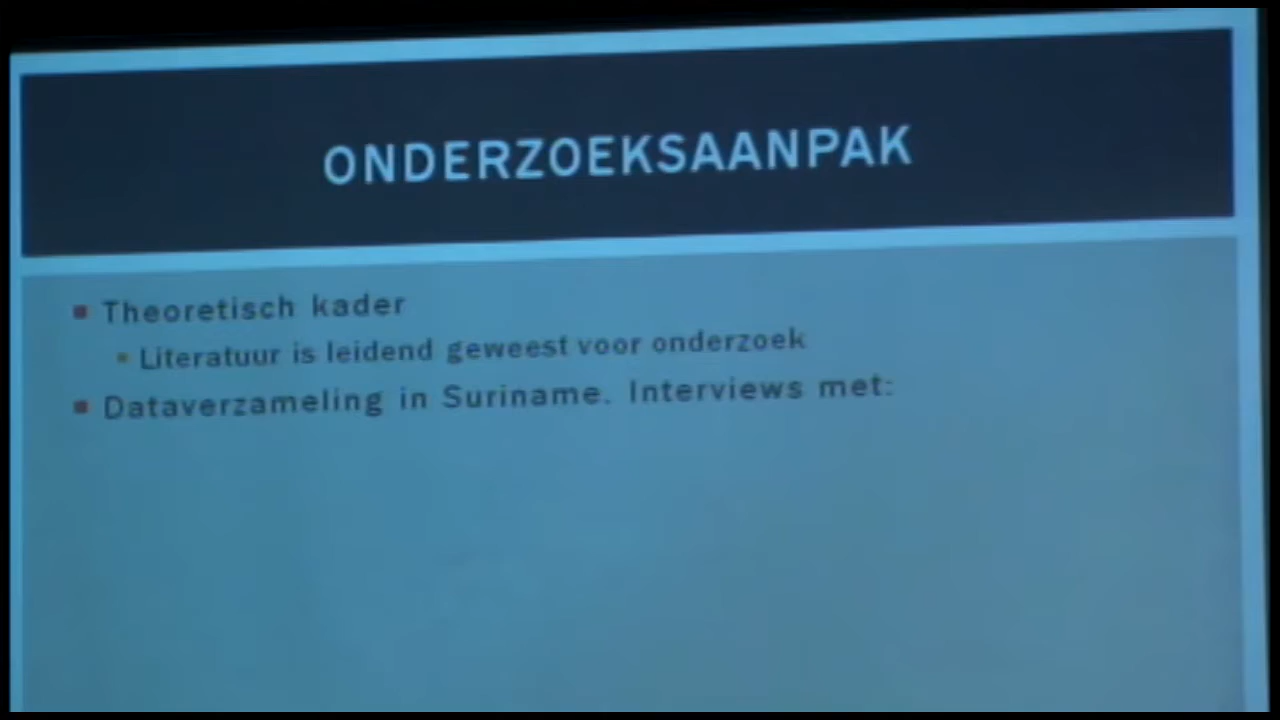 ONDERZOEKSAANPAK
Theoretisch kader
Literatuur is leidend geweest voor onderzoek
Dataverzameling in Suriname. Interviews met: